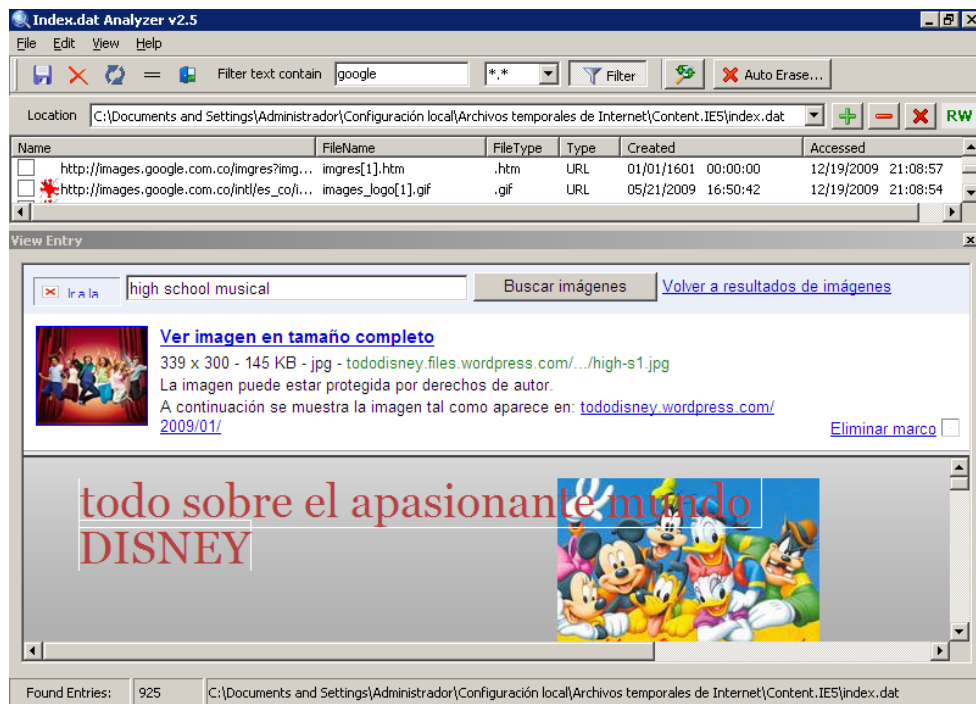 Index.dat Analyzer v2.5
File Edit View Help
Filter text contain google *.* Filter Auto Erase...
Location C:\Documents and Settings\Administrador\Configuración local\Archivos temporales de Internet\Content.IE5\index.dat RW
Name FileName FileType Type Created Accessed
http://images.google.com.co/imgres?img... imgres[1].htm .htm URL 01/01/1601 00:00:00 12/19/2009 21:08:57
http://images.google.com.co/intl/es_co/i... images_logo[1].gif .gif URL 05/21/2009 16:50:42 12/19/2009 21:08:54
View Entry
Ir a la high school musical Buscar imágenes Volver a resultados de imágenes
Ver imagen en tamaño completo
339 x 300 - 145 KB - jpg - tododisney.files.wordpress.com/.../high-s1.jpg
La imagen puede estar protegida por derechos de autor.
A continuación se muestra la imagen tal como aparece en: tododisney.wordpress.com/
2009/01/
Eliminar marco
todo sobre el apasionante mundo
DISNEY
Found Entries: 925 C:\Documents and Settings\Administrador\Configuración local\Archivos temporales de Internet\Content.IE5\index.dat